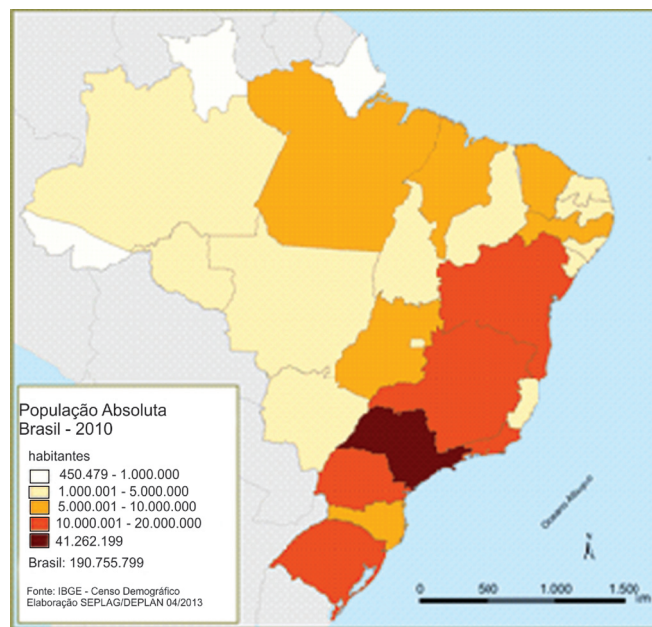 População Absoluta
Brasil - 2010
habitantes
450.479 - 1.000.000
1.000.001 - 5.000.000
5.000.001 - 10.000.000
10.000.001 - 20.000.000
41.262.199
Brasil: 190.755.799
Fonte: IBGE - Censo Demográfico
Elaboração SEPLAG/DEPLAN 04/2013
Oceano
N
0 500 1.000 1.500